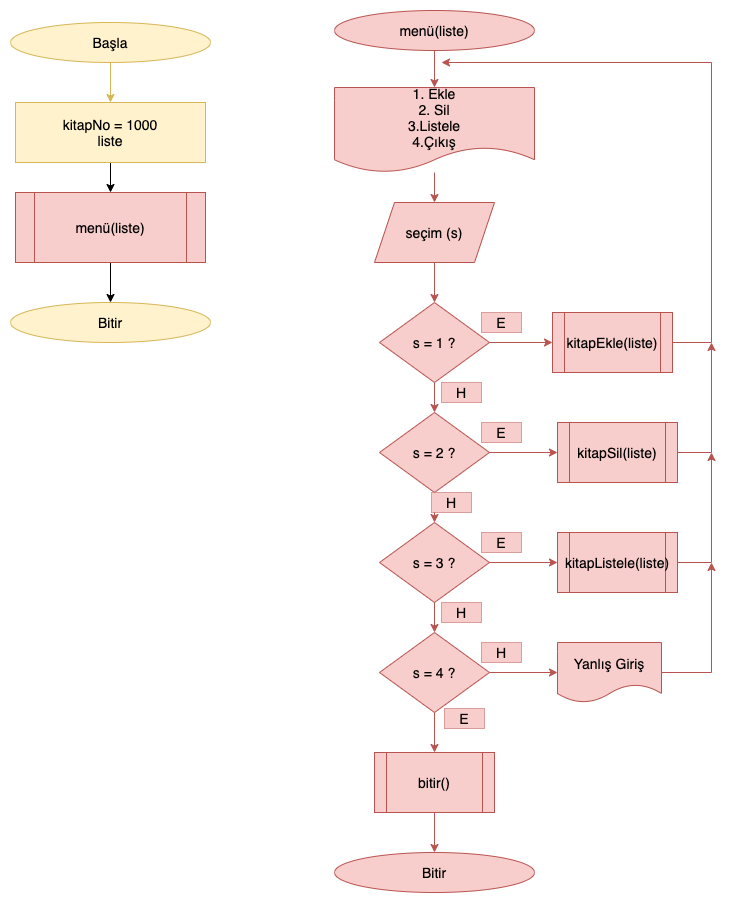 Başla
kitapNo = 1000
liste
menü(liste)
Bitir
menü(liste)
1. Ekle
2. Sil
3.Listele
4.Çıkış
seçim (s)
s = 1 ?
E
kitapEkle(liste)
H
s = 2 ?
E
kitapSil(liste)
H
s = 3 ?
E
kitapListele(liste)
H
s = 4 ?
H
Yanlış Giriş
E
bitir()
Bitir